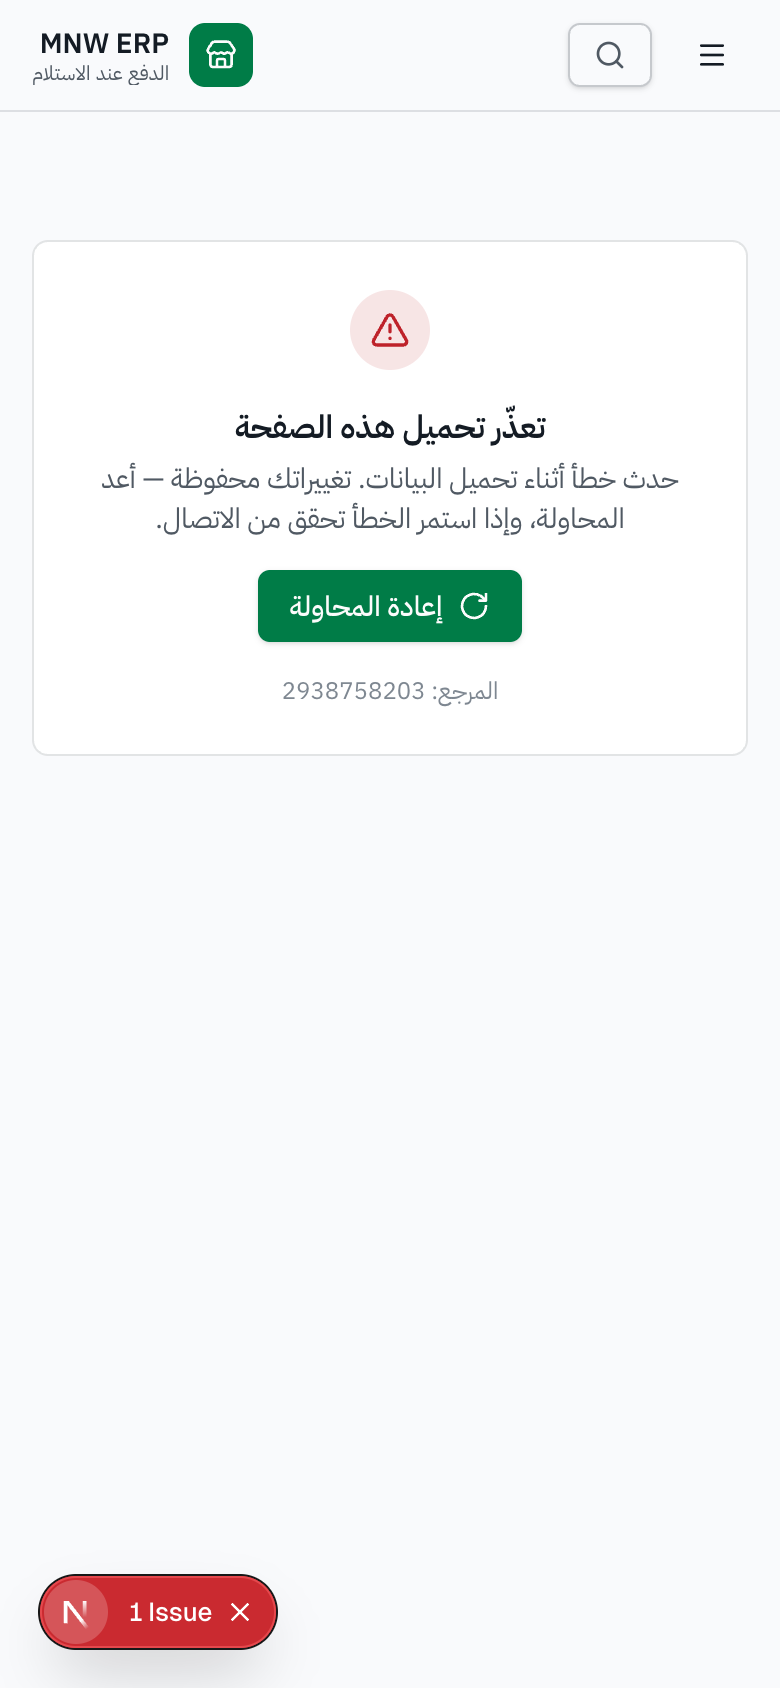 MNW ERP
الدفع عند الاستلام
تعذّر تحميل هذه الصفحة
حدث خطأ أثناء تحميل البيانات. تغييراتك محفوظة — أعد
المحاولة، وإذا استمر الخطأ تحقق من الاتصال.
إعادة المحاولة
المرجع: 2938758203
N 1 Issue